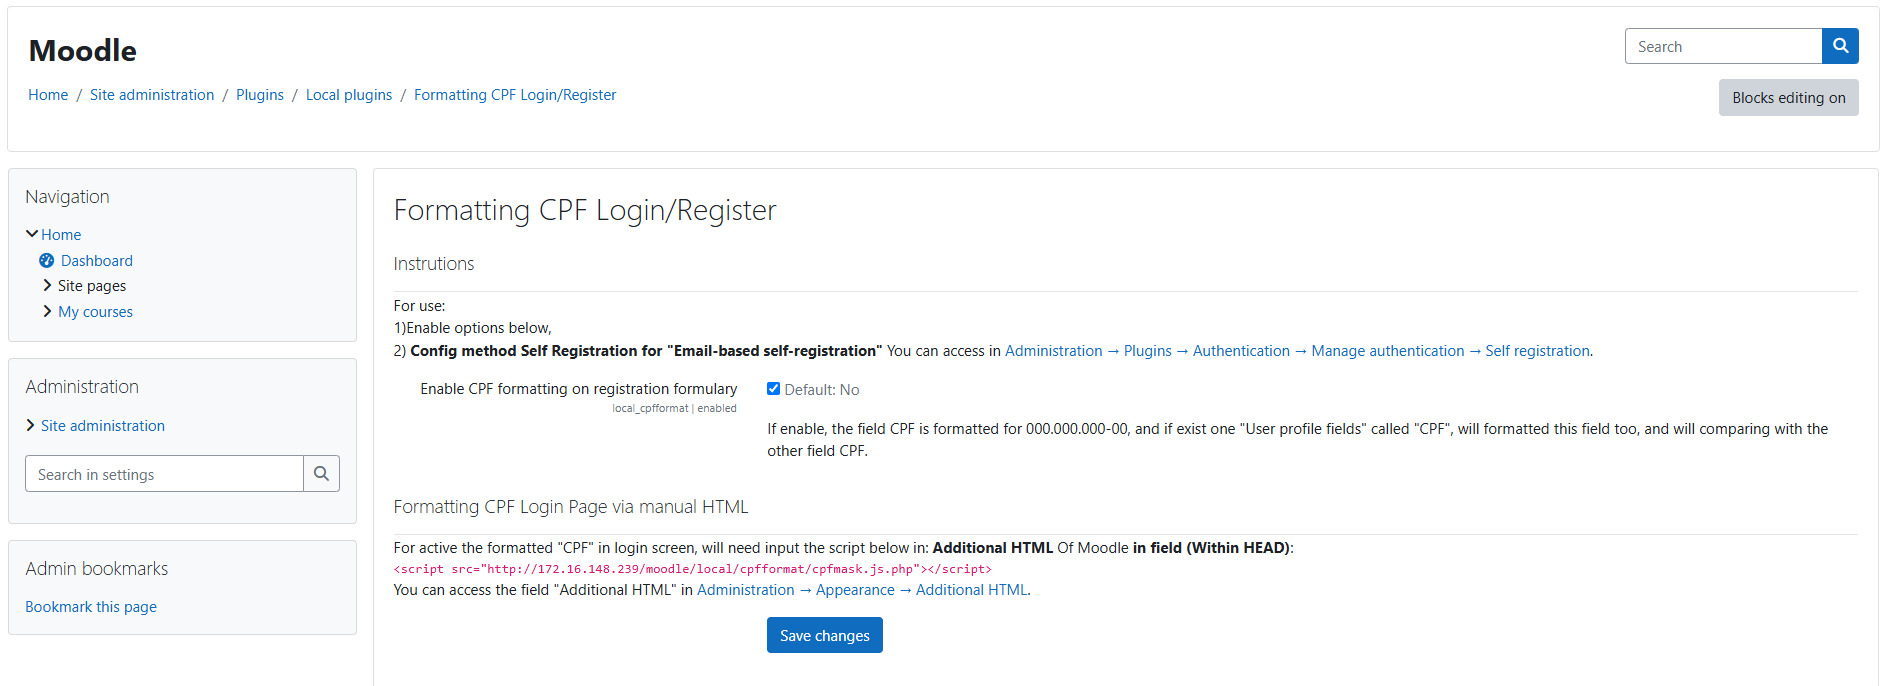 Moodle
Search
Home / Site administration / Plugins / Local plugins / Formatting CPF Login/Register
Blocks editing on
Navigation
Home
Dashboard
Site pages
My courses
Administration
Site administration
Search in settings
Admin bookmarks
Bookmark this page
Formatting CPF Login/Register
Instrutions
For use:
1)Enable options below,
2) Config method Self Registration for "Email-based self-registration" You can access in Administration → Plugins → Authentication → Manage authentication → Self registration.
Enable CPF formatting on registration formulary
local_cpfformat | enabled
Default: No
If enable, the field CPF is formatted for 000.000.000-00, and if exist one "User profile fields" called "CPF", will formatted this field too, and will comparing with the
other field CPF.
Formatting CPF Login Page via manual HTML
For active the formatted "CPF" in login screen, will need input the script below in: Additional HTML Of Moodle in field (Within HEAD):
<script src="http://172.16.148.239/moodle/local/cpfformat/cpfmask.js.php"></script>
You can access the field "Additional HTML" in Administration → Appearance → Additional HTML.
Save changes